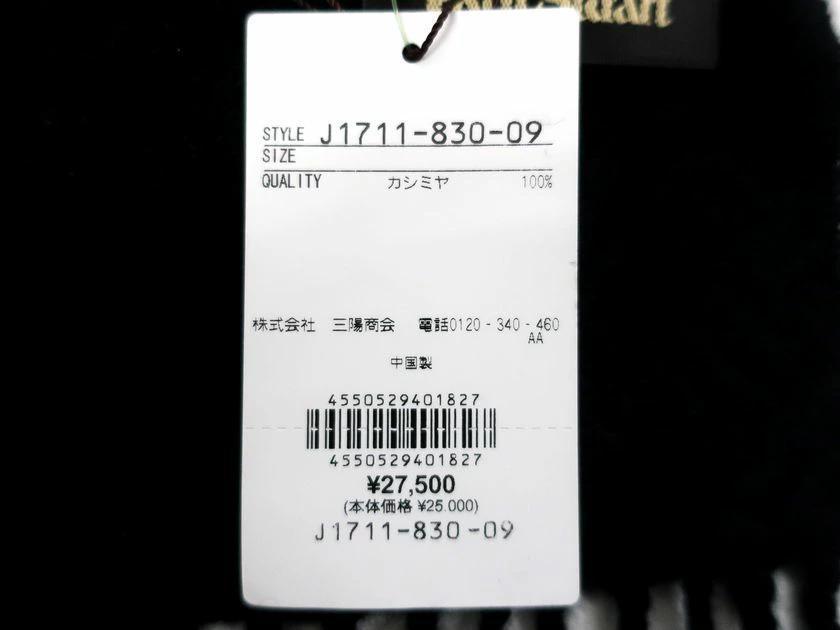 STYLE J1711-830-09
SIZE
QUALITY カシミヤ 100%
株式会社 三陽商会 電話0120-340-460
AA
中国製
4550529401827
4550529401827
¥27,500
(本体価格 ¥25.000)
J1711-830-09